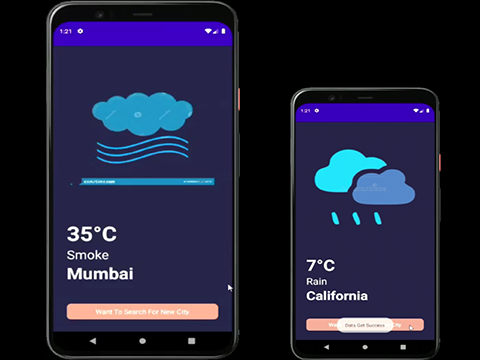 1:21
35°C
Smoke
Mumbai
Want To Search For New City
1:21
7°C
Rain
California
Data Get Success
City